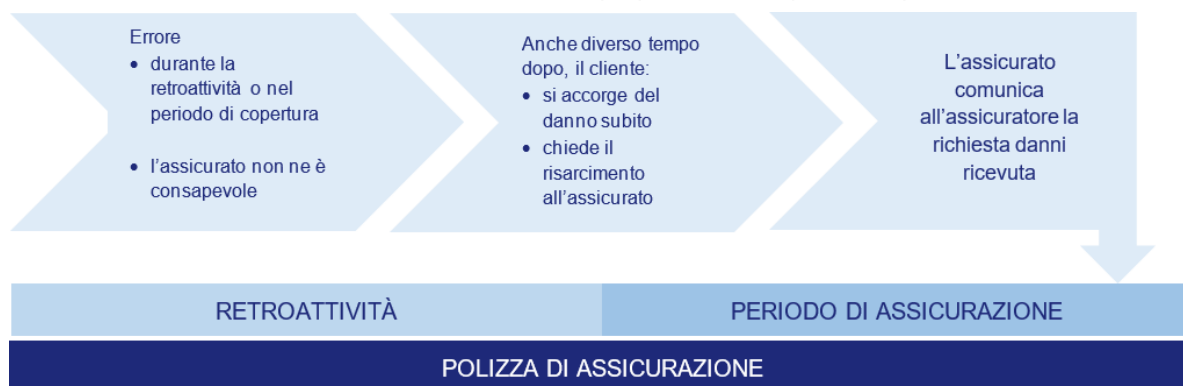 Errore
• durante la
retroattività o nel
periodo di copertura
• l'assicurato non ne è
consapevole
Anche diverso tempo
dopo, il cliente:
• si accorge del
danno subito
• chiede il
risarcimento
all'assicurato
L'assicurato
comunica
all'assicuratore la
richiesta danni
ricevuta
RETROATTIVITÀ
PERIODO DI ASSICURAZIONE
POLIZZA DI ASSICURAZIONE